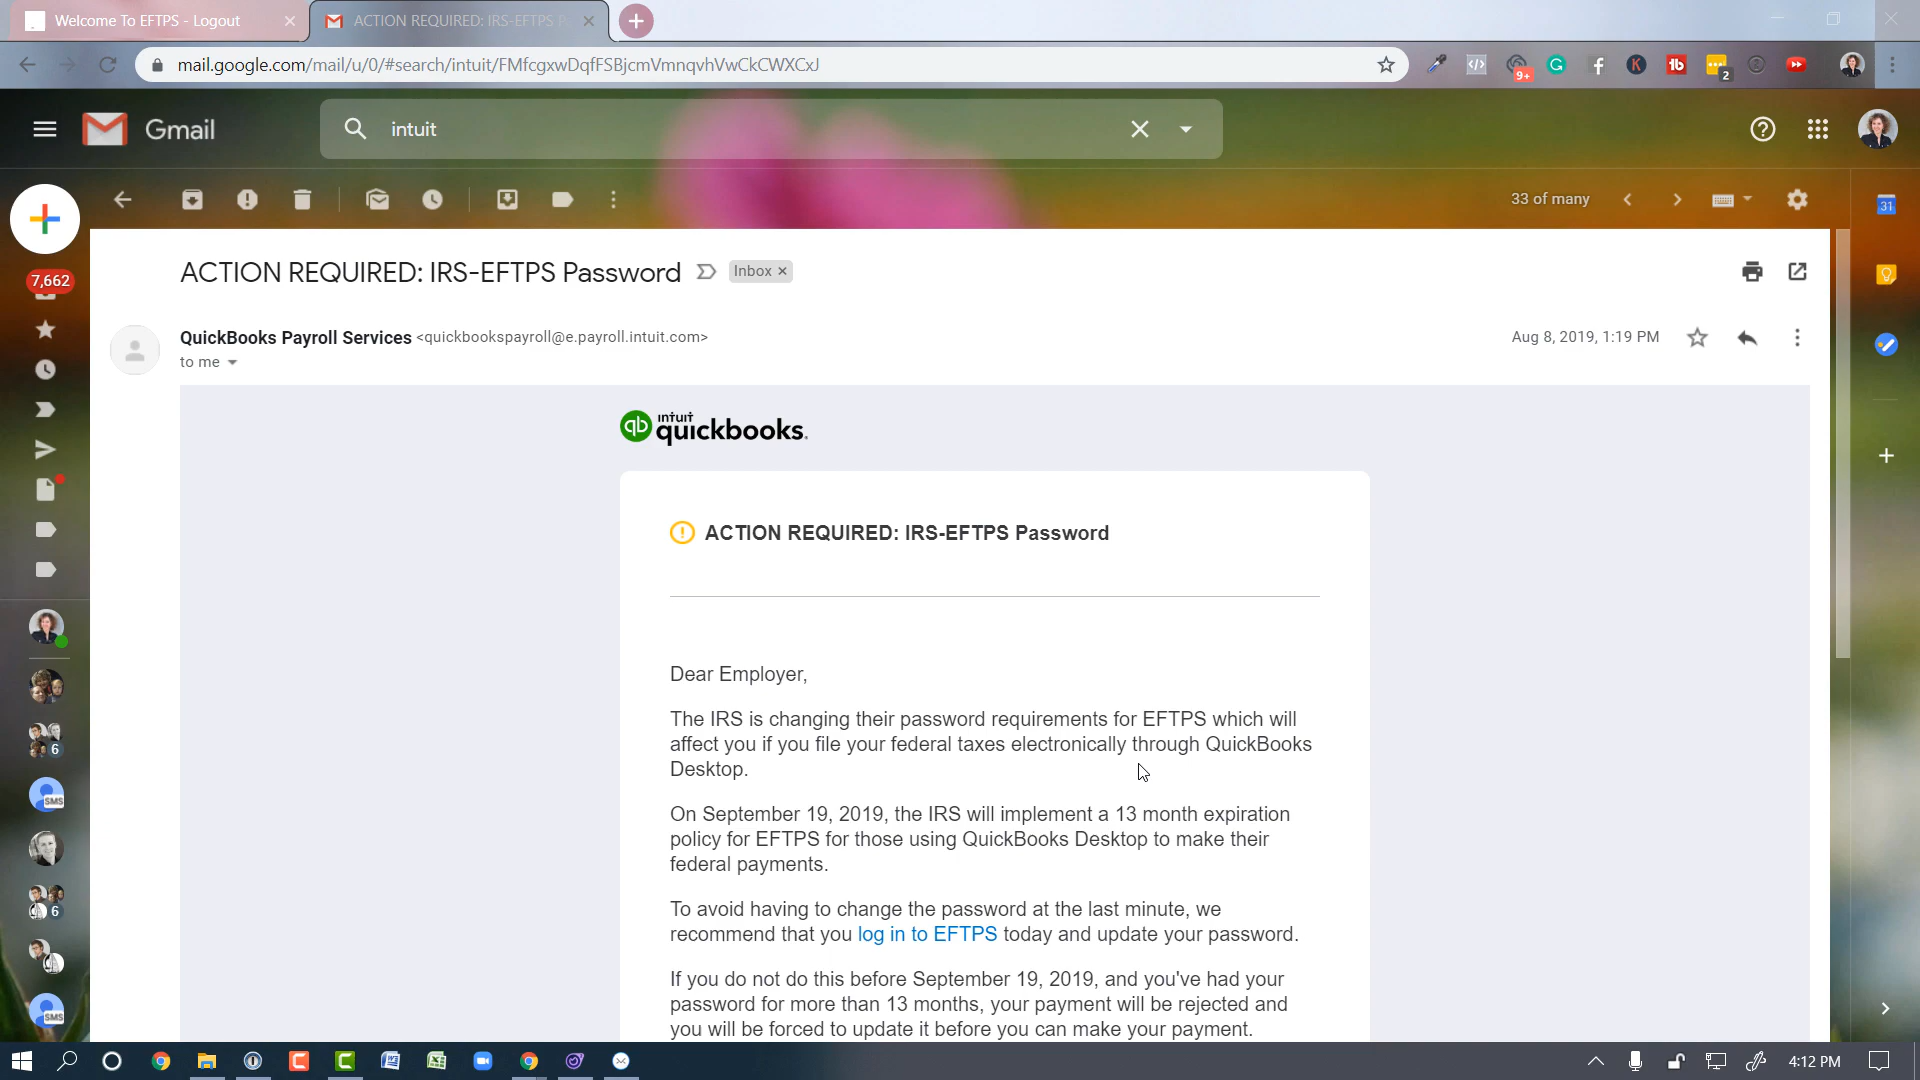 Welcome To EFTPS - Logout
ACTION REQUIRED: IRS-EFTPS P
mail.google.com/mail/u/0/#search/intuit/FMfcgxwDqfFSBjcmVmnqvhVwCkCWXCxJ
9+
2
Gmail
intuit
33 of many
31
7,662
ACTION REQUIRED: IRS-EFTPS Password
Inbox ×
QuickBooks Payroll Services <quickbookspayroll@e.payroll.intuit.com>
Aug 8, 2019, 1:19 PM
to me
qb intuit quickbooks.
ACTION REQUIRED: IRS-EFTPS Password
Dear Employer,
The IRS is changing their password requirements for EFTPS which will
affect you if you file your federal taxes electronically through QuickBooks
Desktop.
On September 19, 2019, the IRS will implement a 13 month expiration
policy for EFTPS for those using QuickBooks Desktop to make their
federal payments.
To avoid having to change the password at the last minute, we
recommend that you log in to EFTPS today and update your password.
If you do not do this before September 19, 2019, and you've had your
password for more than 13 months, your payment will be rejected and
you will be forced to update it before you can make your payment.
6
SMS
6
SMS
4:12 PM